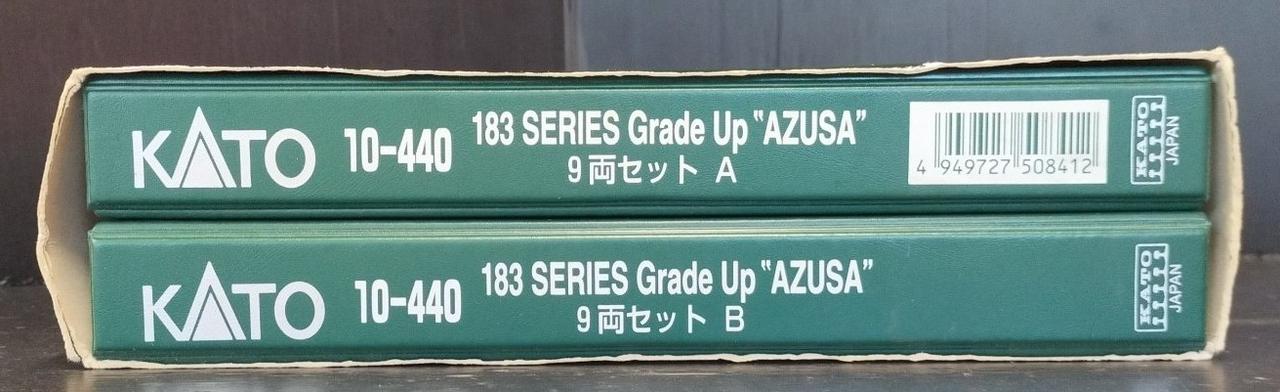 KATO 10-440 183 SERIES Grade Up "AZUSA"
9両セット A
4 949727 508412
KATO
JAPAN
KATO 10-440 183 SERIES Grade Up "AZUSA"
9両セット B
KATO
JAPAN